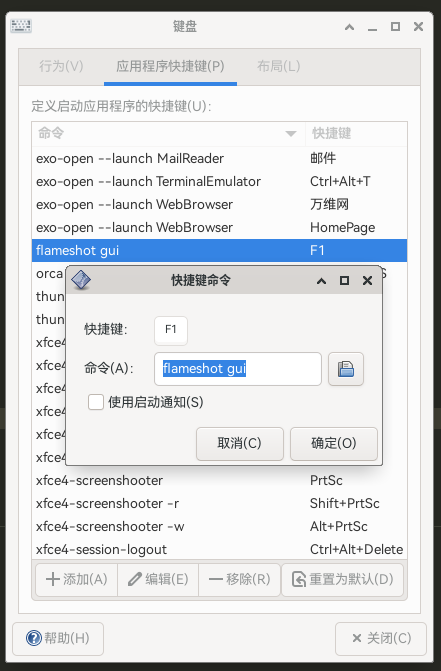 键盘
行为(V) 应用程序快捷键(P) 布局(L)
定义启动应用程序的快捷键(U):
命令 快捷键
exo-open --launch MailReader 邮件
exo-open --launch TerminalEmulator Ctrl+Alt+T
exo-open --launch WebBrowser 万维网
exo-open --launch WebBrowser HomePage
flameshot gui F1
orca S
快捷键命令
thun
快捷键: F1
thun
xfce4
命令(A): flameshot gui
xfce4
使用启动通知(S)
xfce4
xfce4
取消(C) 确定(O)
xfce4
xfce4-screenshooter PrtSc
xfce4-screenshooter -r Shift+PrtSc
xfce4-screenshooter -w Alt+PrtSc
xfce4-session-logout Ctrl+Alt+Delete
添加(A) 编辑(E) 移除(R) 重置为默认(D)
帮助(H) 关闭(C)